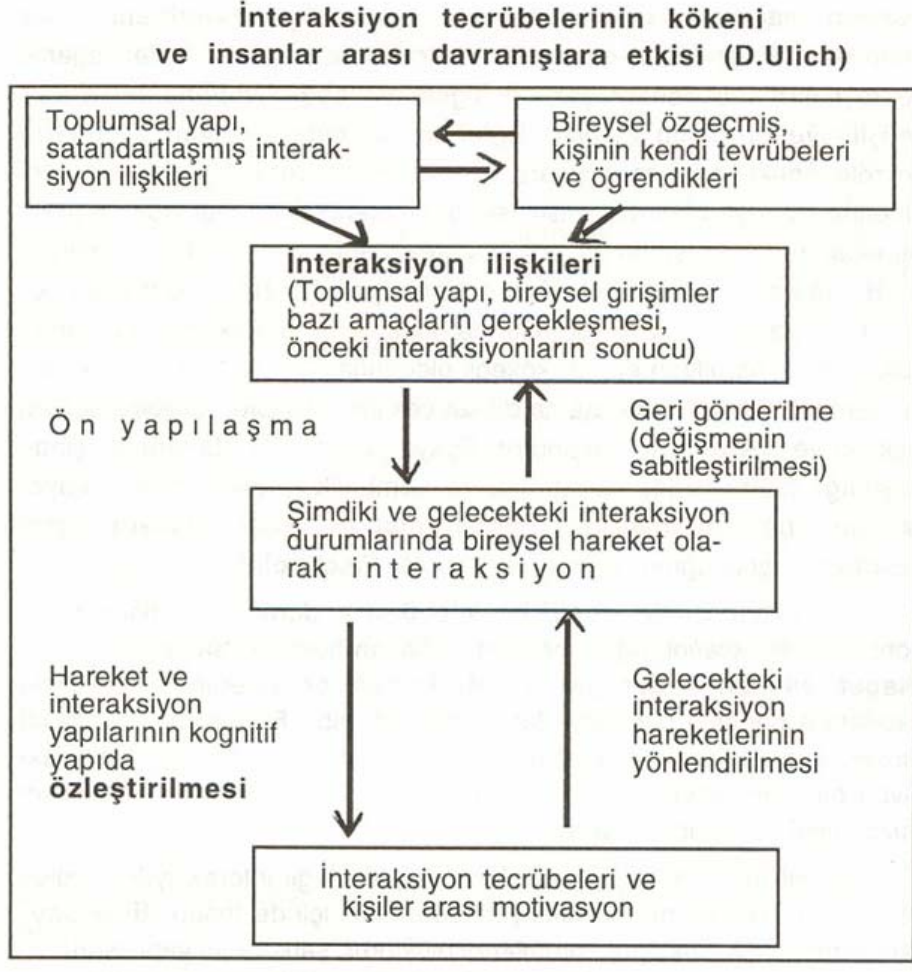 İnteraksiyon tecrübelerinin kökeni
ve insanlar arası davranışlara etkisi (D.Ulich)
Toplumsal yapı,
satandartlaşmış interak-
siyon ilişkileri
Bireysel özgeçmiş,
kişinin kendi tevrübeleri
ve ögrendikleri
İnteraksiyon ilişkileri
(Toplumsal yapı, bireysel girişimler
bazı amaçların gerçekleşmesi,
önceki interaksiyonların sonucu)
Ön yapılaşma
Geri gönderilme
(değişmenin
sabitleştirilmesi)
Şimdiki ve gelecekteki interaksiyon
durumlarında bireysel hareket ola-
rak interaksiyon
Hareket ve
interaksiyon
yapılarının kognitif
yapıda
özleştirilmesi
Gelecekteki
interaksiyon
hareketlerinin
yönlendirilmesi
İnteraksiyon tecrübeleri ve
kişiler arası motivasyon